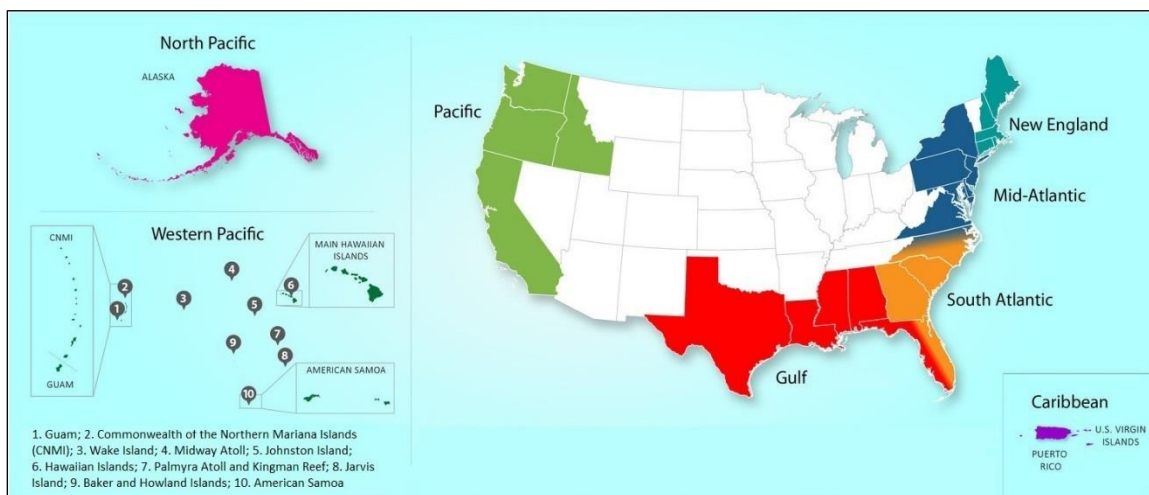 North Pacific
ALASKA
Western Pacific
CNMI
GUAM
MAIN HAWAIIAN
ISLANDS
4
6
2
3
1
5
7
9
8
10
AMERICAN SAMOA
1. Guam; 2. Commonwealth of the Northern Mariana Islands
(CNMI); 3. Wake Island; 4. Midway Atoll; 5. Johnston Island;
6. Hawaiian Islands; 7. Palmyra Atoll and Kingman Reef; 8. Jarvis
Island; 9. Baker and Howland Islands; 10. American Samoa
Pacific
New England
Mid-Atlantic
South Atlantic
Gulf
Caribbean
U.S. VIRGIN
ISLANDS
PUERTO
RICO